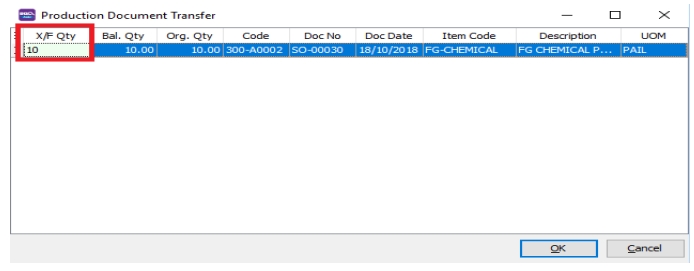 Production Document Transfer
X/F Qty Bal. Qty Org. Qty Code Doc No Doc Date Item Code Description UOM
10 10.00 10.00 300-A0002 SO-00030 18/10/2018 FG-CHEMICAL FG CHEMICAL P... PAIL
OK Cancel